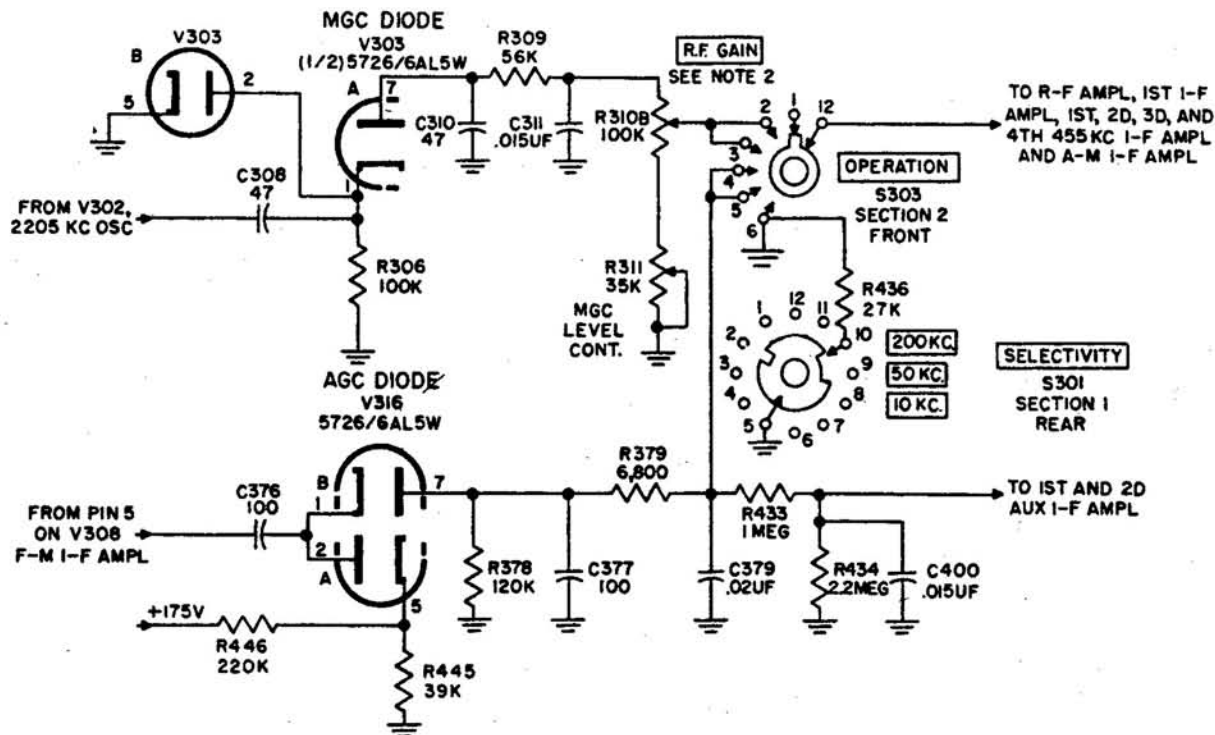 MGC DIODE
V303
(1/2) 5726/6AL5W
V303
B
5
2
A
7
1
R309
56K
C310
47
C311
.015UF
R310B
100K
R.F. GAIN
SEE NOTE 2
2
1
12
3
4
5
6
TO R-F AMPL, 1ST I-F
AMPL, 1ST, 2D, 3D, AND
4TH 455KC I-F AMPL
AND A-M I-F AMPL
OPERATION
S303
SECTION 2
FRONT
C308
47
FROM V302,
2205 KC OSC
R306
100K
R311
35K
MGC
LEVEL
CONT.
R436
27K
1
12
11
2
10
3
9
4
8
5
6
7
200KC.
50KC.
10KC.
SELECTIVITY
S301
SECTION 1
REAR
AGC DIODE
V316
5726/6AL5W
B
1
2
A
7
5
C376
100
FROM PIN 5
ON V308
F-M I-F AMPL
R379
6,800
R433
1 MEG
TO 1ST AND 2D
AUX I-F AMPL
R378
120K
C377
100
C379
.02UF
R434
2.2MEG
C400
.015UF
+175V
R446
220K
R445
39K